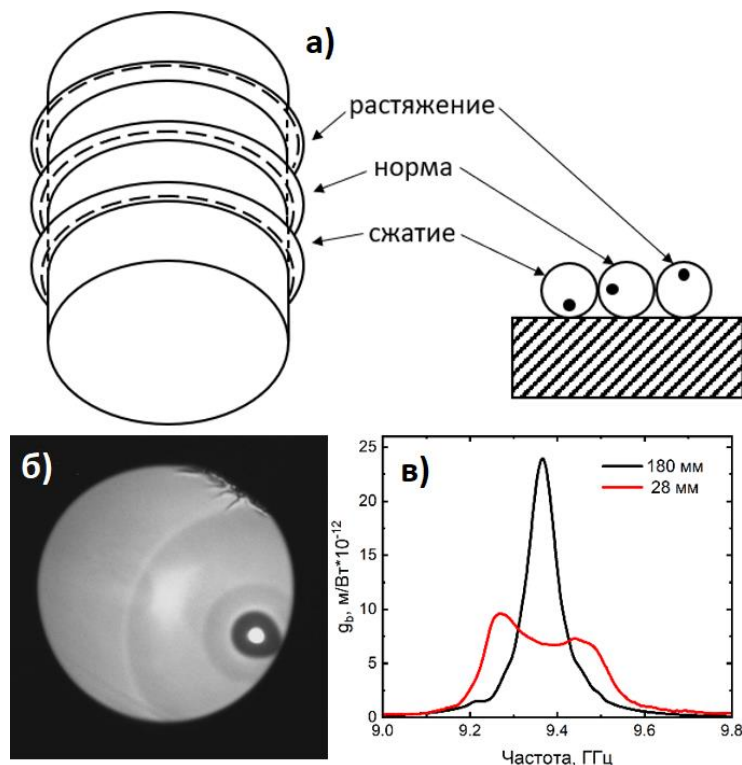 а)
растяжение
норма
сжатие
б)
в)
gb, м/Вт*10-12
25
20
15
10
5
0
180 мм
28 мм
9.0
9.2
9.4
9.6
9.8
Частота, ГГц